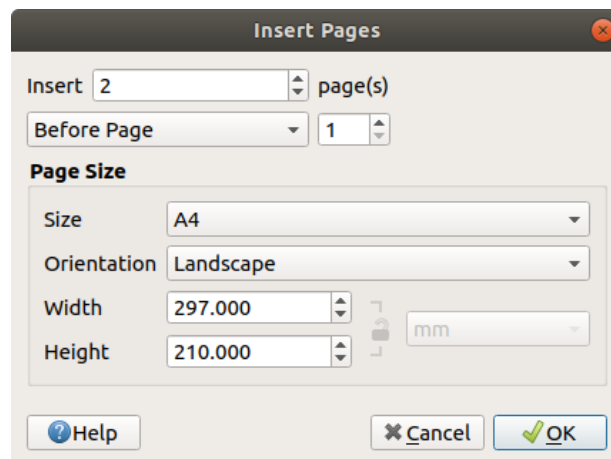 Insert Pages
Insert 2 page(s)
Before Page 1
Page Size
Size A4
Orientation Landscape
Width 297.000
mm
Height 210.000
Help Cancel OK